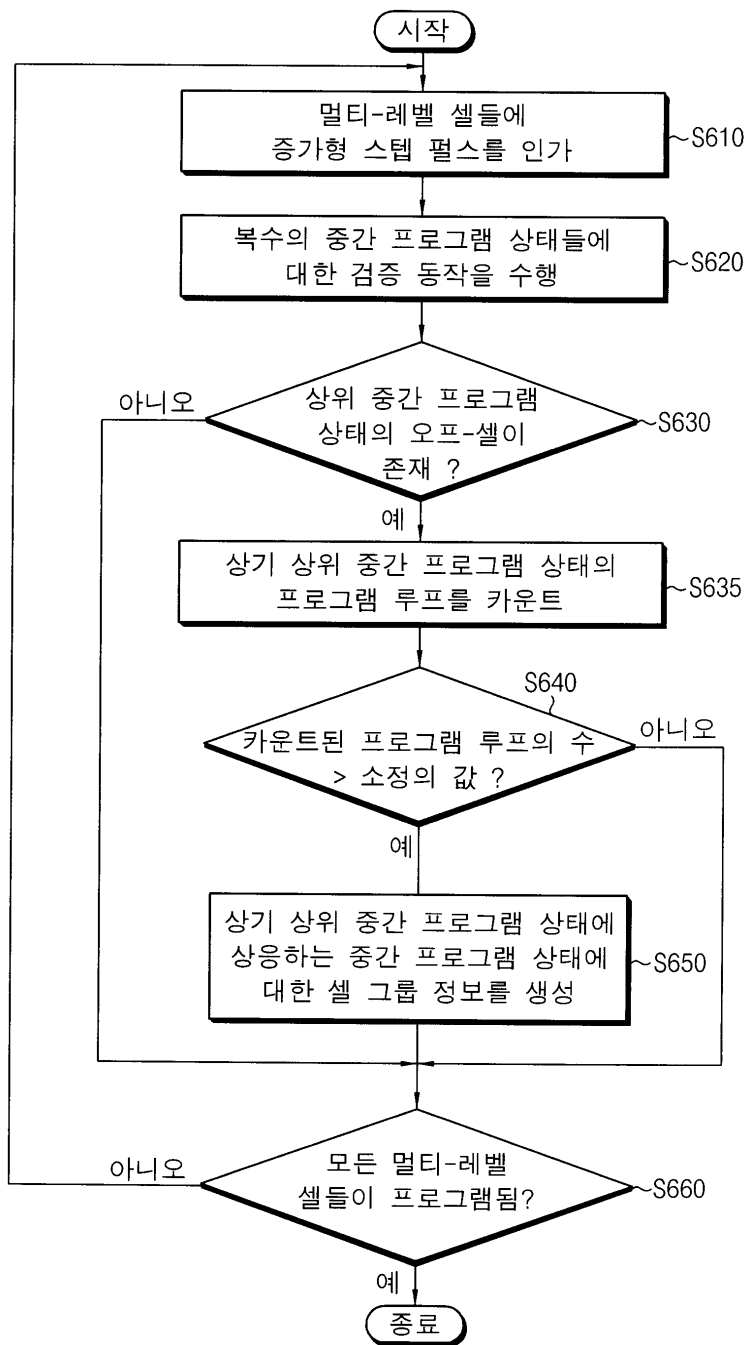 시작
멀티-레벨 셀들에
증가형 스텝 펄스를 인가
S610
복수의 중간 프로그램 상태들에
대한 검증 동작을 수행
S620
아니오
상위 중간 프로그램
상태의 오프-셀이
존재 ?
S630
예
상기 상위 중간 프로그램 상태의
프로그램 루프를 카운트
S635
S640
카운트된 프로그램 루프의 수
> 소정의 값 ?
아니오
예
상기 상위 중간 프로그램 상태에
상응하는 중간 프로그램 상태에
대한 셀 그룹 정보를 생성
S650
아니오
모든 멀티-레벨
셀들이 프로그램됨?
S660
예
종료